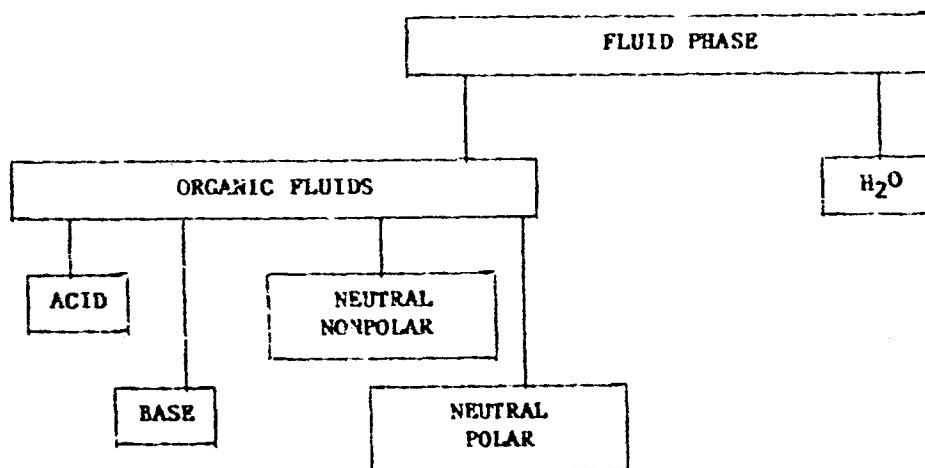 FLUID PHASE
ORGANIC FLUIDS
H₂O
ACID
NEUTRAL
NONPOLAR
BASE
NEUTRAL
POLAR